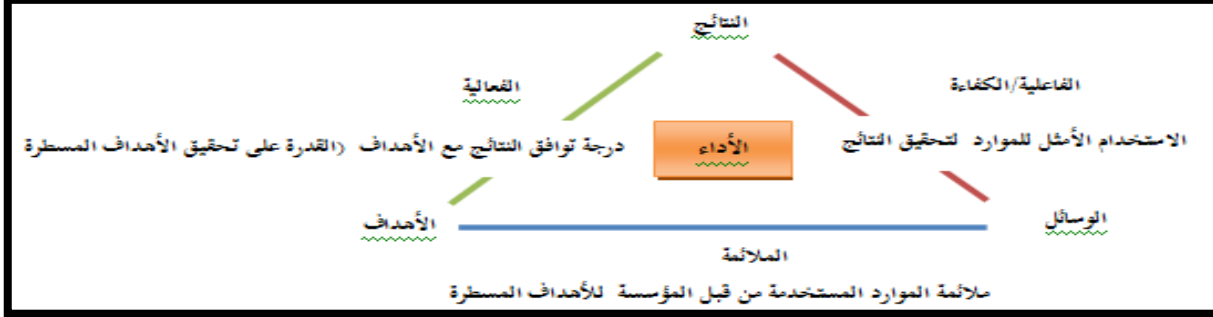 النتائج
الفاعلية/الكفاءة
الفعالية
الاستخدام الأمثل للموارد لتحقيق النتائج
الأداء
درجة توافق النتائج مع الأهداف (القدرة على تحقيق الأهداف المسطرة
الوسائل
الأهداف
الملائمة
ملائمة الموارد المستخدمة من قبل المؤسسة للأهداف المسطرة